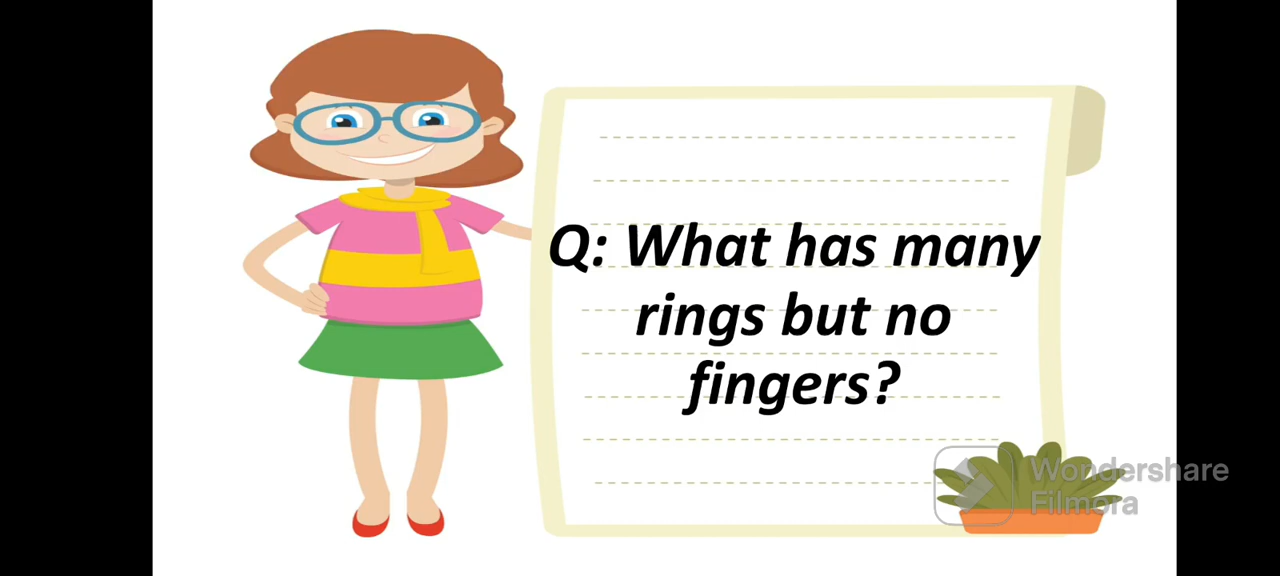 Q: What has many
rings but no
fingers?
Wondershare
Filmora